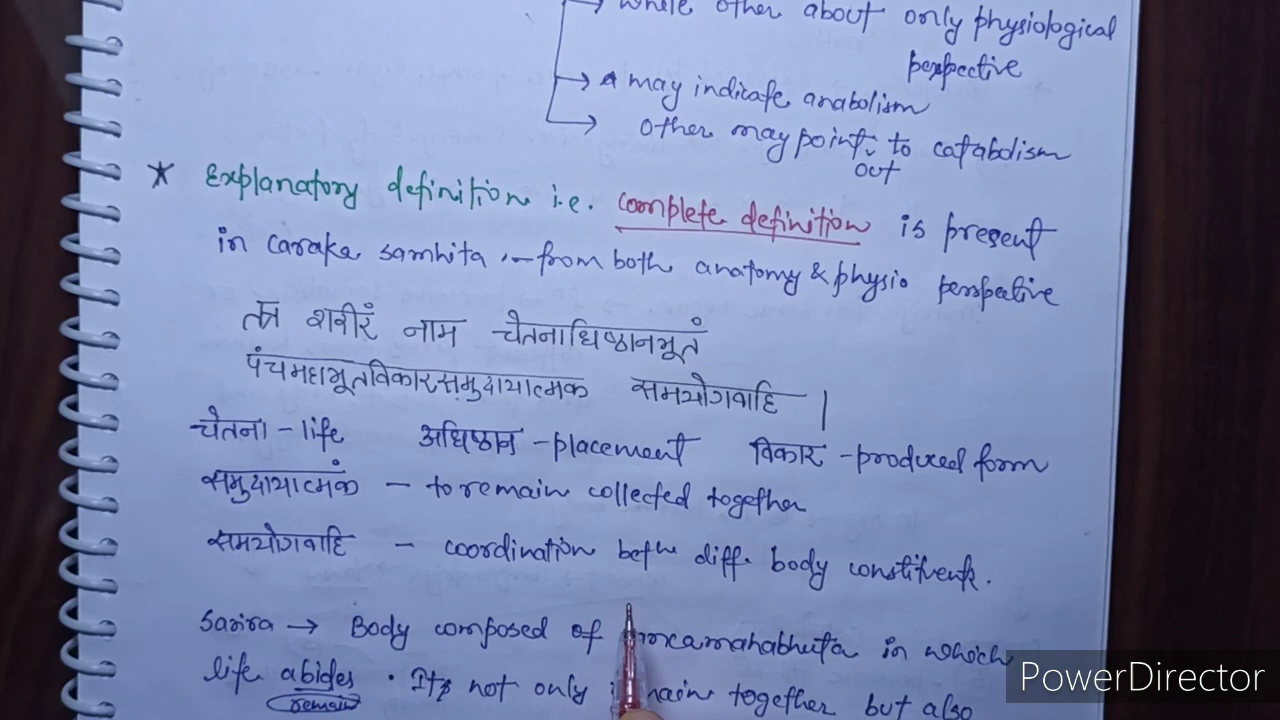 while other about only physiological
perspective
→ may indicate anabolism
→ other may point to catabolism
out
* Explanatory definition i.e. complete definition is present
in caraka samhita :- from both anatomy & physio perspective
तत्र शरीरं नाम चेतनाधिष्ठानभूतं
पंचमहाभूतविकारसमुदायात्मक समयोगवाहि |
चेतना - life अधिष्ठान - placement विकार - produced form
समुदायात्मकं - to remain collected together
समयोगवाहि - coordination betn diff. body constituents.
Sarira → Body composed of in which
life abides . It not only together but also
remain
PowerDirector